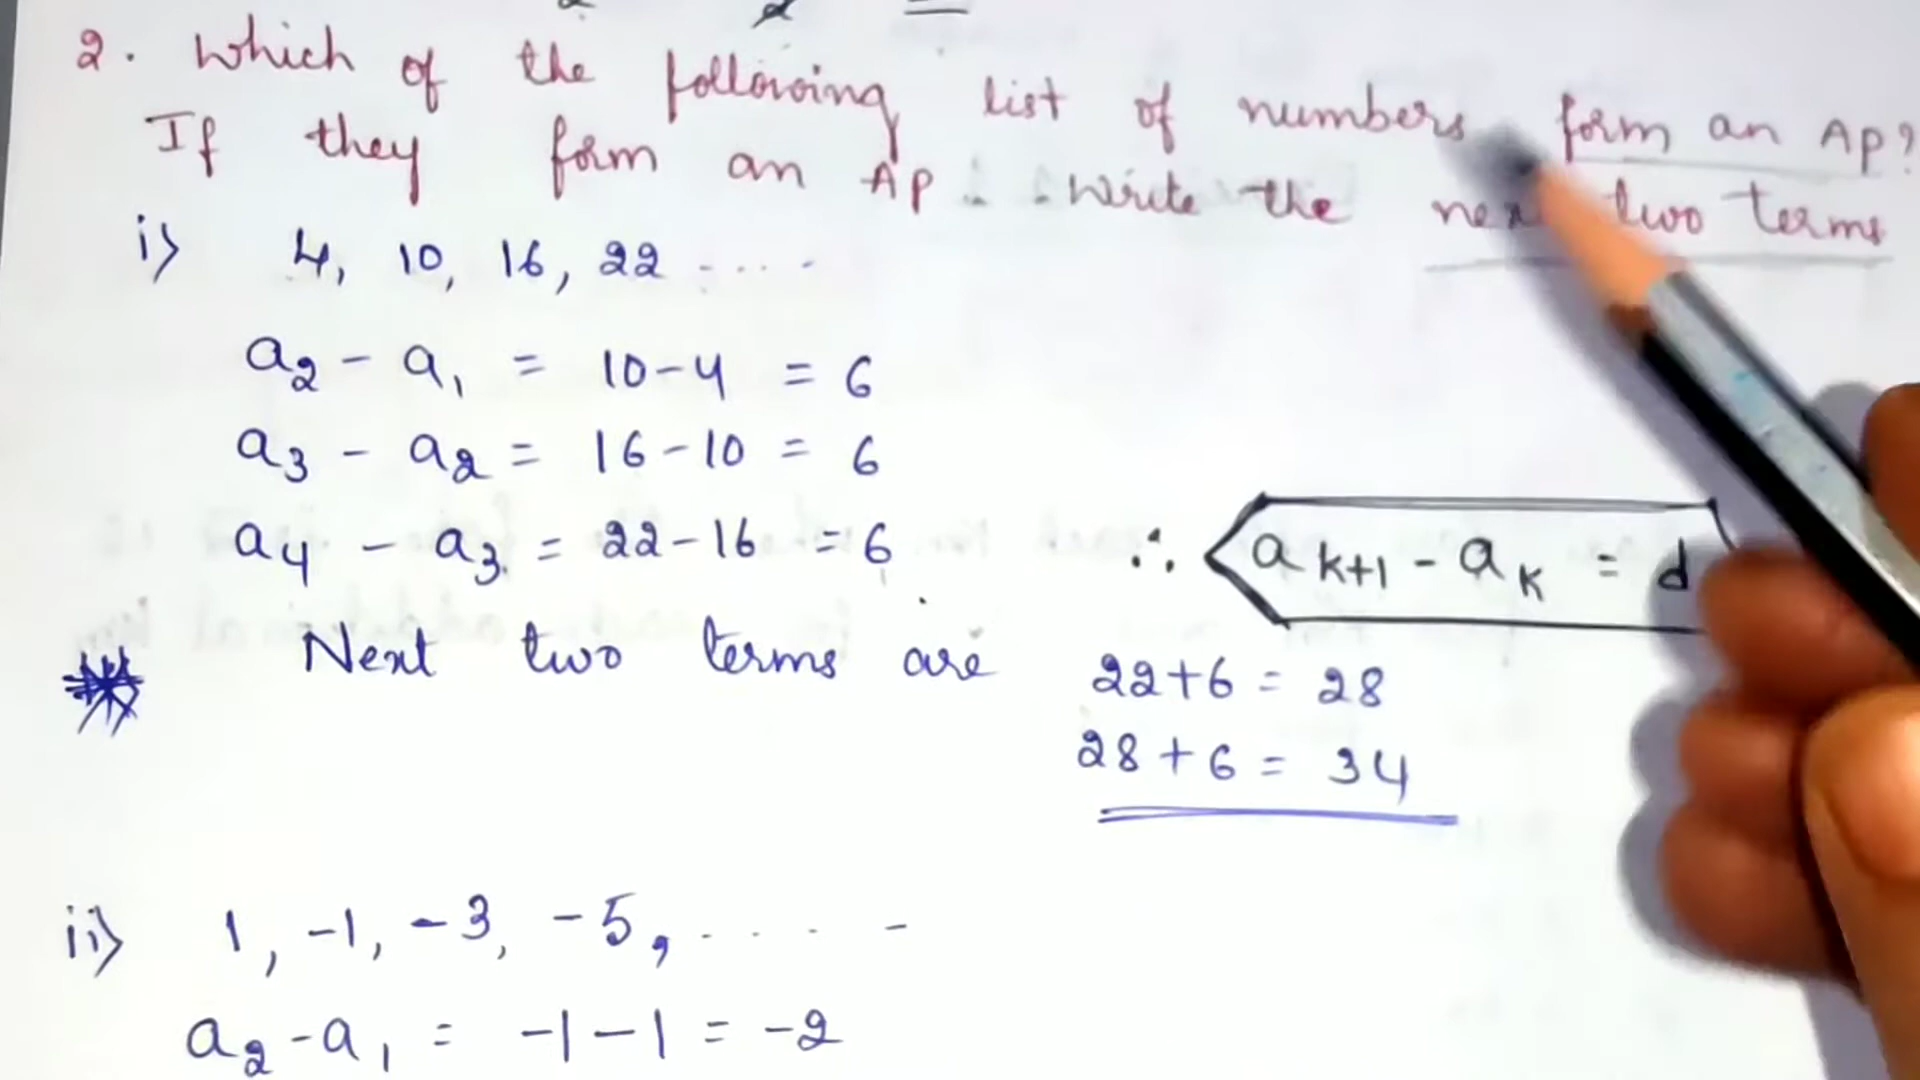 2. Which of the following list of numbers form an AP?
If they form an AP. Write the next two terms
i) 4, 10, 16, 22 .....
a2 - a1 = 10-4 = 6
a3 - a2 = 16-10 = 6
a4 - a3 = 22-16 = 6
∴ ak+1 - ak = d
Next two terms are 22+6 = 28
28+6 = 34
ii) 1, -1, -3, -5, .... -
a2 - a1 = -1-1 = -2